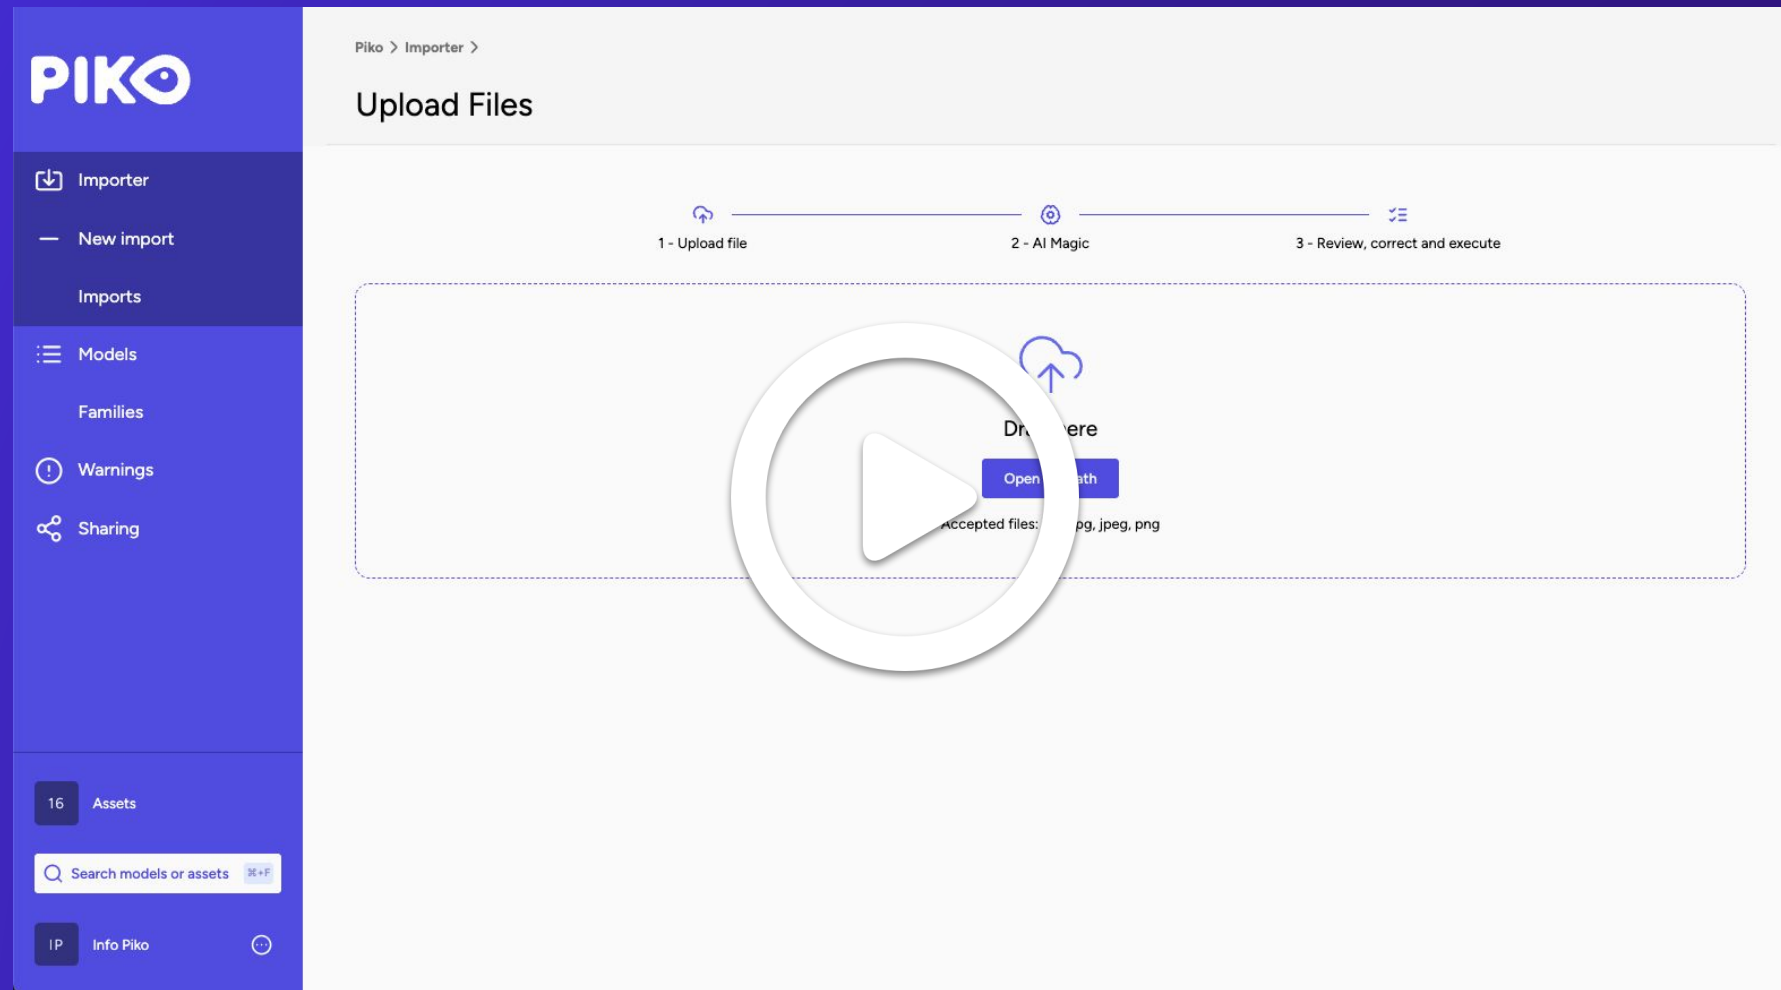 PIKO
Importer
New import
Imports
Models
Families
Warnings
Sharing
16 Assets
Search models or assets ⌘+F
IP Info Piko
Piko > Importer >
Upload Files
1 - Upload file
2 - AI Magic
3 - Review, correct and execute
Open
Accepted files: jpeg, png